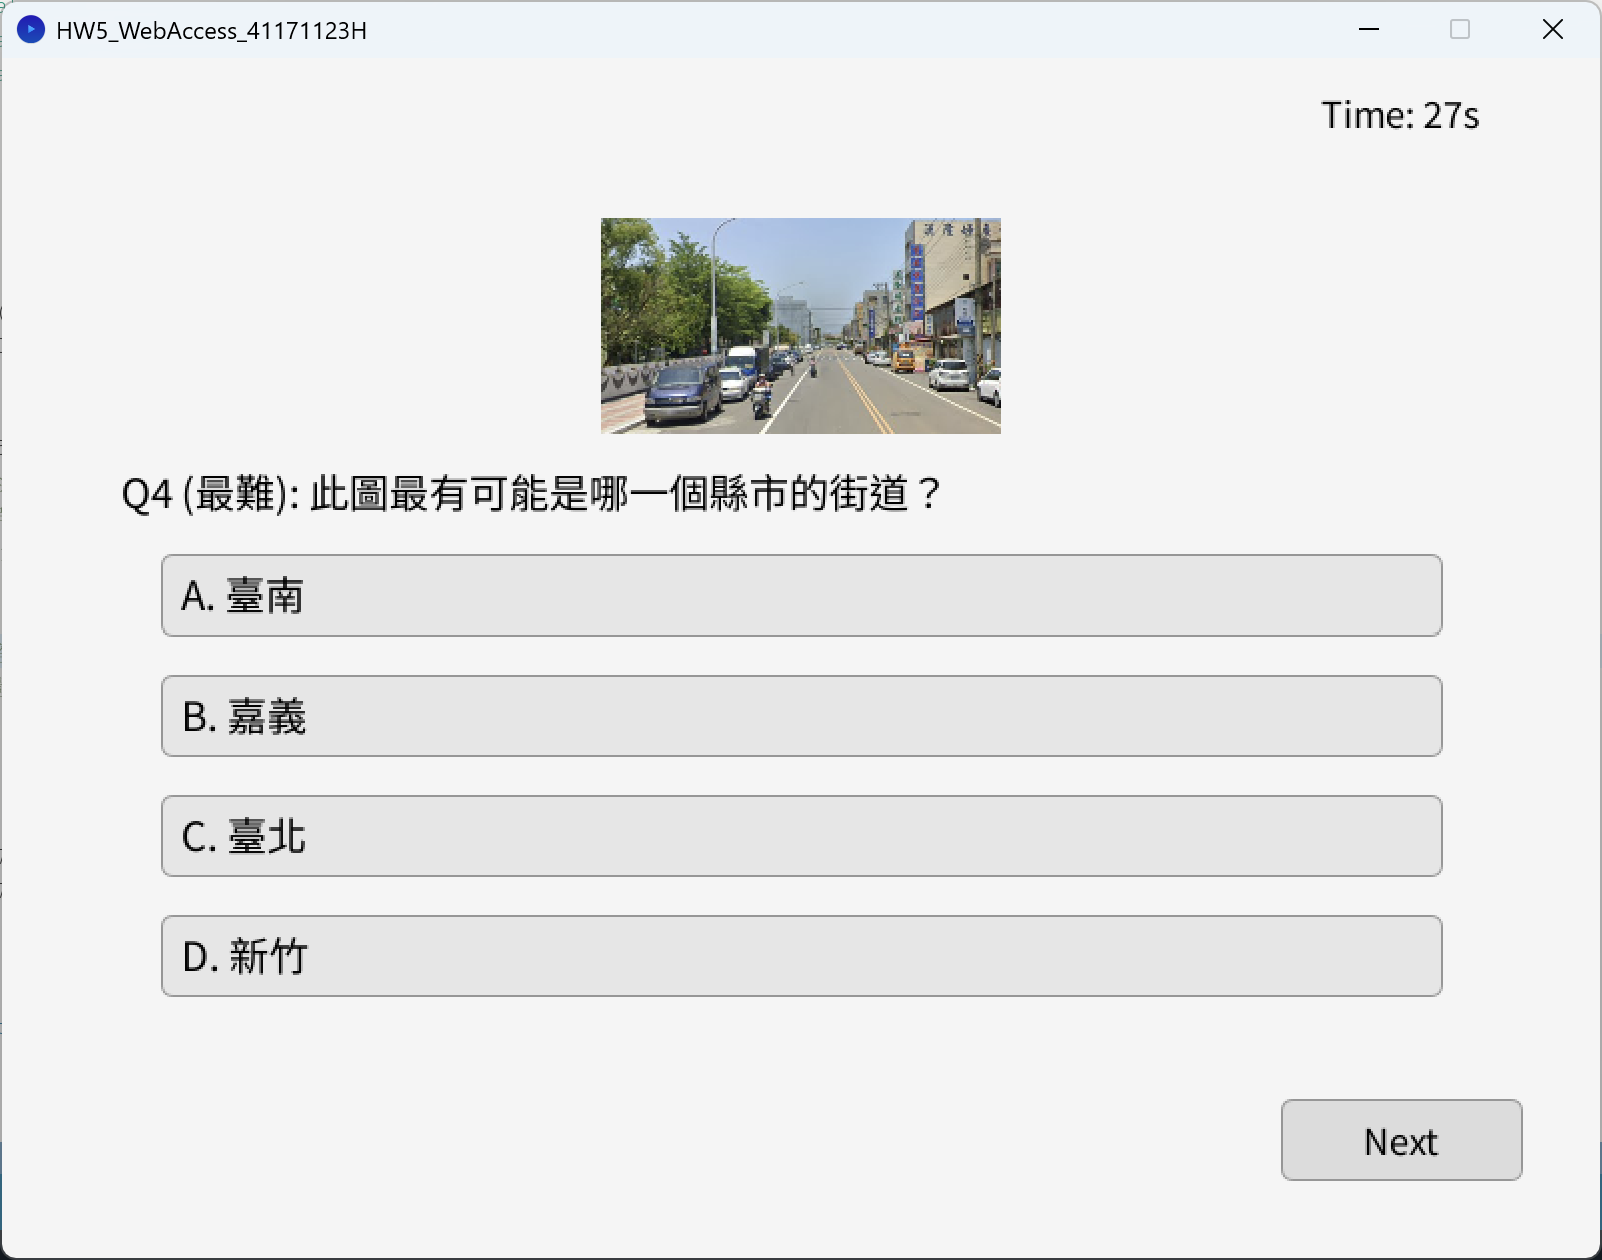 HW5_WebAccess_41171123H
Time: 27s
Q4 (最難): 此圖最有可能是哪一個縣市的街道？
A. 臺南
B. 嘉義
C. 臺北
D. 新竹
Next